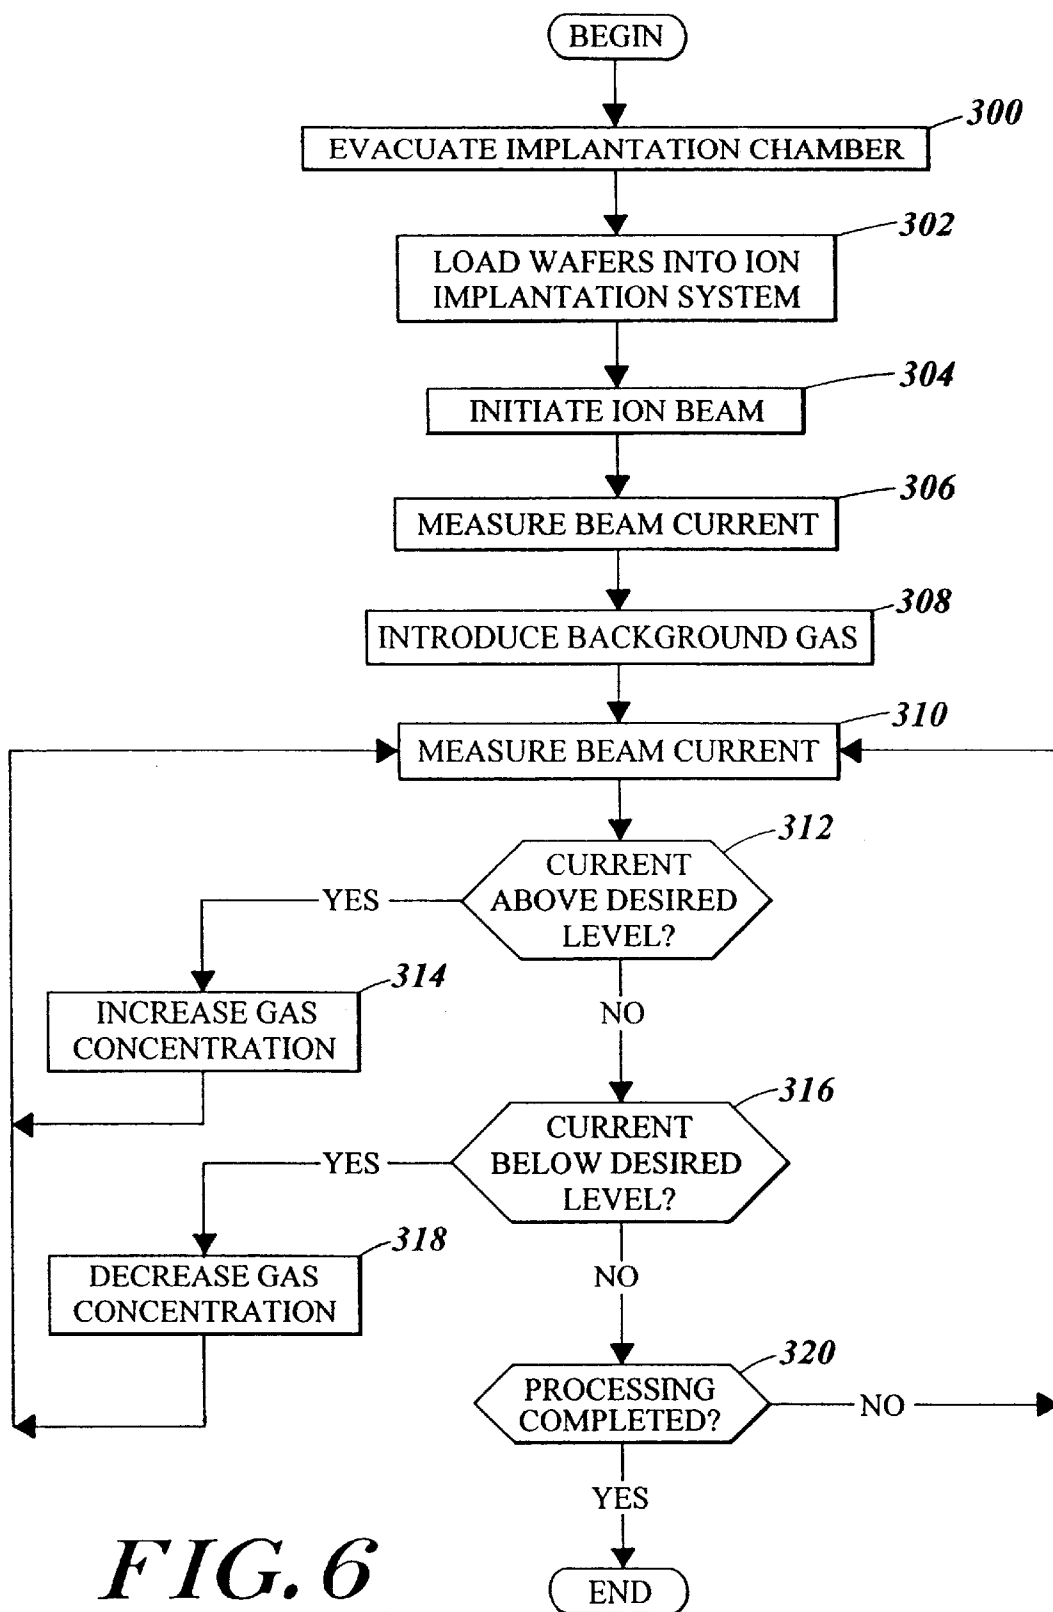 BEGIN
300
EVACUATE IMPLANTATION CHAMBER
302
LOAD WAFERS INTO ION
IMPLANTATION SYSTEM
304
INITIATE ION BEAM
306
MEASURE BEAM CURRENT
308
INTRODUCE BACKGROUND GAS
310
MEASURE BEAM CURRENT
312
CURRENT
ABOVE DESIRED
LEVEL?
YES
314
INCREASE GAS
CONCENTRATION
NO
316
CURRENT
BELOW DESIRED
LEVEL?
YES
318
DECREASE GAS
CONCENTRATION
NO
320
PROCESSING
COMPLETED?
NO
YES
END
FIG. 6